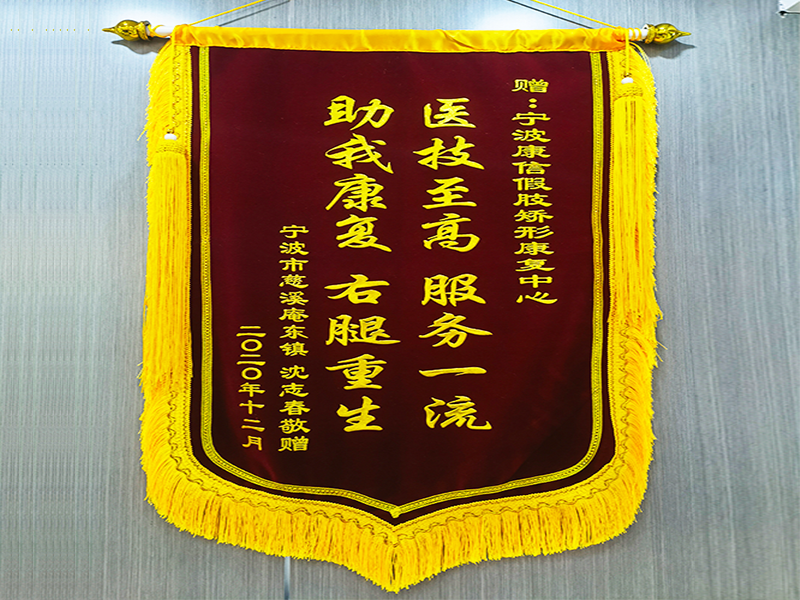 赠：宁波康信假肢矫形康复中心
医技至高 服务一流
助我康复 右腿重生
宁波市慈溪庵东镇 沈志春敬赠
二〇二〇年十二月